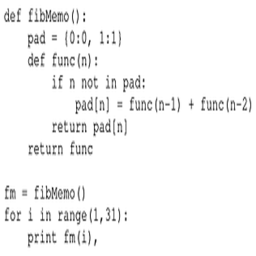 def fibMemo():
    pad = {0:0, 1:1}
    def func(n):
        if n not in pad:
            pad[n] = func(n-1) + func(n-2)
        return pad[n]
    return func

fm = fibMemo()
for i in range(1,31):
    print fm(i),